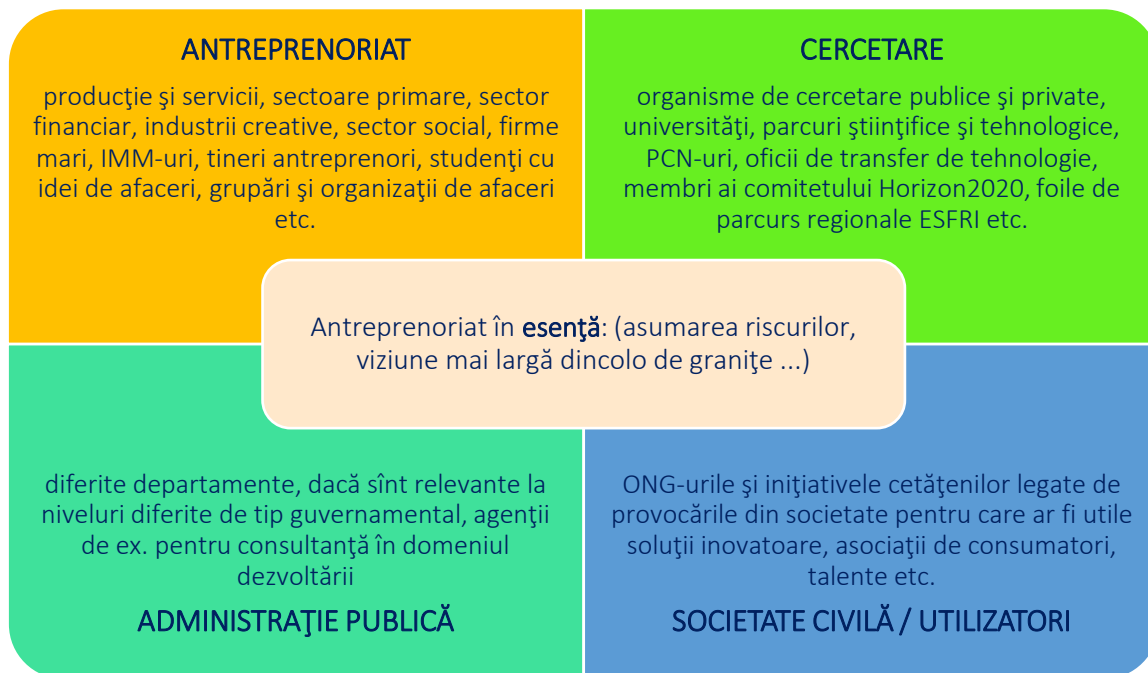 ANTREPRENORIAT
producţie şi servicii, sectoare primare, sector
financiar, industrii creative, sector social, firme
mari, IMM-uri, tineri antreprenori, studenţi cu
idei de afaceri, grupări şi organizaţii de afaceri
etc.
CERCETARE
organisme de cercetare publice şi private,
universităţi, parcuri ştiinţifice şi tehnologice,
PCN-uri, oficii de transfer de tehnologie,
membri ai comitetului Horizon2020, foile de
parcurs regionale ESFRI etc.
Antreprenoriat în esenţă: (asumarea riscurilor,
viziune mai largă dincolo de graniţe ...)
diferite departamente, dacă sînt relevante la
niveluri diferite de tip guvernamental, agenţii
de ex. pentru consultanţă în domeniul
dezvoltării
ADMINISTRAŢIE PUBLICĂ
ONG-urile şi iniţiativele cetăţenilor legate de
provocările din societate pentru care ar fi utile
soluţii inovatoare, asociaţii de consumatori,
talente etc.
SOCIETATE CIVILĂ / UTILIZATORI